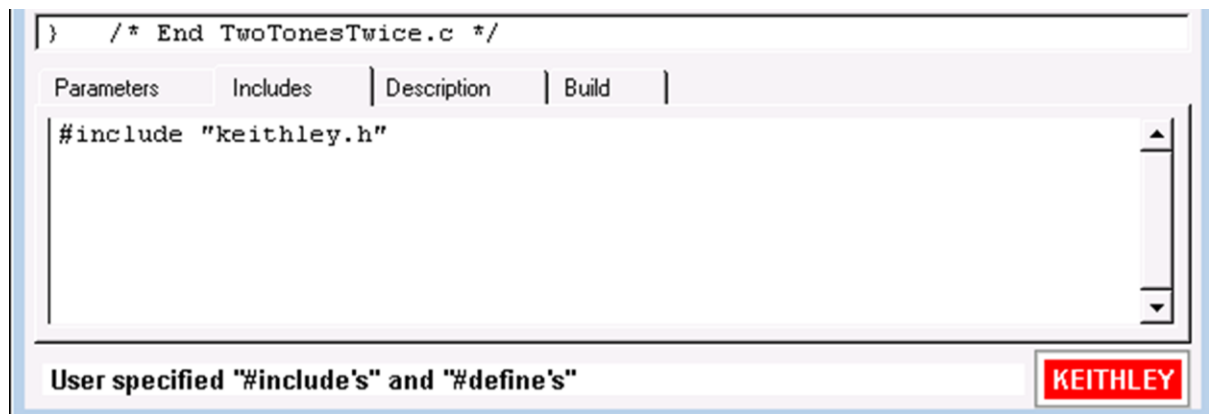 }   /* End TwoTonesTwice.c */
Parameters Includes Description Build
#include "keithley.h"
User specified "#include's" and "#define's"
KEITHLEY